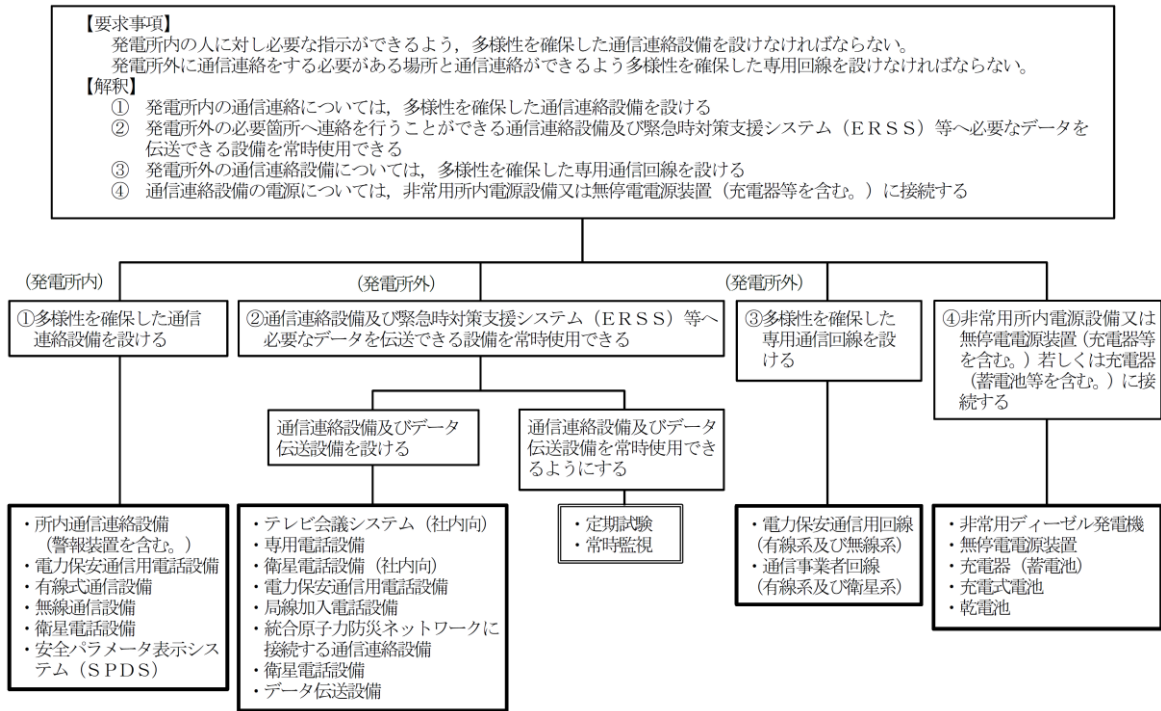 【要求事項】
発電所内の人に対し必要な指示ができるよう，多様性を確保した通信連絡設備を設けなければならない。
発電所外に通信連絡をする必要がある場所と通信連絡ができるよう多様性を確保した専用回線を設けなければならない。
【解釈】
① 発電所内の通信連絡については，多様性を確保した通信連絡設備を設ける
② 発電所外の必要箇所へ連絡を行うことができる通信連絡設備及び緊急時対策支援システム（ＥＲＳＳ）等へ必要なデータを
伝送できる設備を常時使用できる
③ 発電所外の通信連絡設備については，多様性を確保した専用通信回線を設ける
④ 通信連絡設備の電源については，非常用所内電源設備又は無停電電源装置（充電器等を含む。）に接続する
(発電所内)
①多様性を確保した通信
連絡設備を設ける
・所内通信連絡設備
（警報装置を含む。）
・電力保安通信用電話設備
・有線式通信設備
・無線通信設備
・衛星電話設備
・安全パラメータ表示シス
テム（ＳＰＤＳ）
(発電所外)
②通信連絡設備及び緊急時対策支援システム（ＥＲＳＳ）等へ
必要なデータを伝送できる設備を常時使用できる
通信連絡設備及びデータ
伝送設備を設ける
・テレビ会議システム（社内向）
・専用電話設備
・衛星電話設備（社内向）
・電力保安通信用電話設備
・局線加入電話設備
・統合原子力防災ネットワークに
接続する通信連絡設備
・衛星電話設備
・データ伝送設備
通信連絡設備及びデータ
伝送設備を常時使用でき
るようにする
・定期試験
・常時監視
(発電所外)
③多様性を確保した
専用通信回線を設
ける
・電力保安通信用回線
（有線系及び無線系）
・通信事業者回線
（有線系及び衛星系）
④非常用所内電源設備又は
無停電電源装置（充電器等
を含む。）若しくは充電器
（蓄電池等を含む。）に接
続する
・非常用ディーゼル発電機
・無停電電源装置
・充電器（蓄電池）
・充電式電池
・乾電池